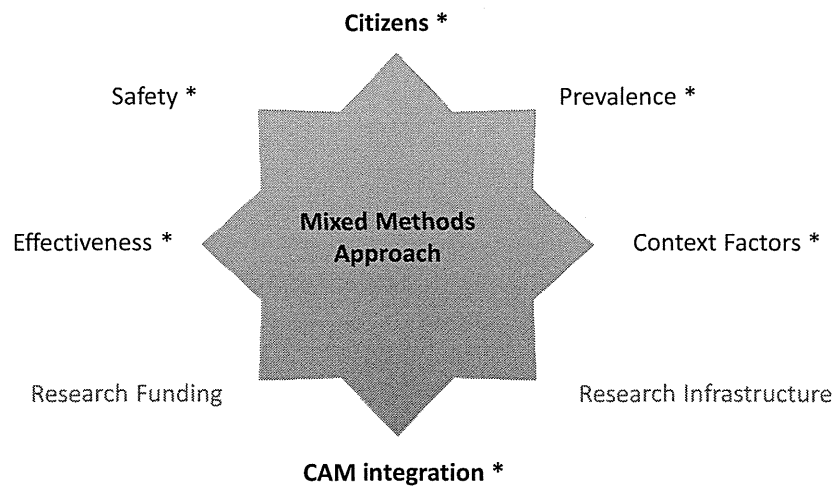 Citizens *
Safety *
Prevalence *
Mixed Methods
Approach
Effectiveness *
Context Factors *
Research Funding
Research Infrastructure
CAM integration *